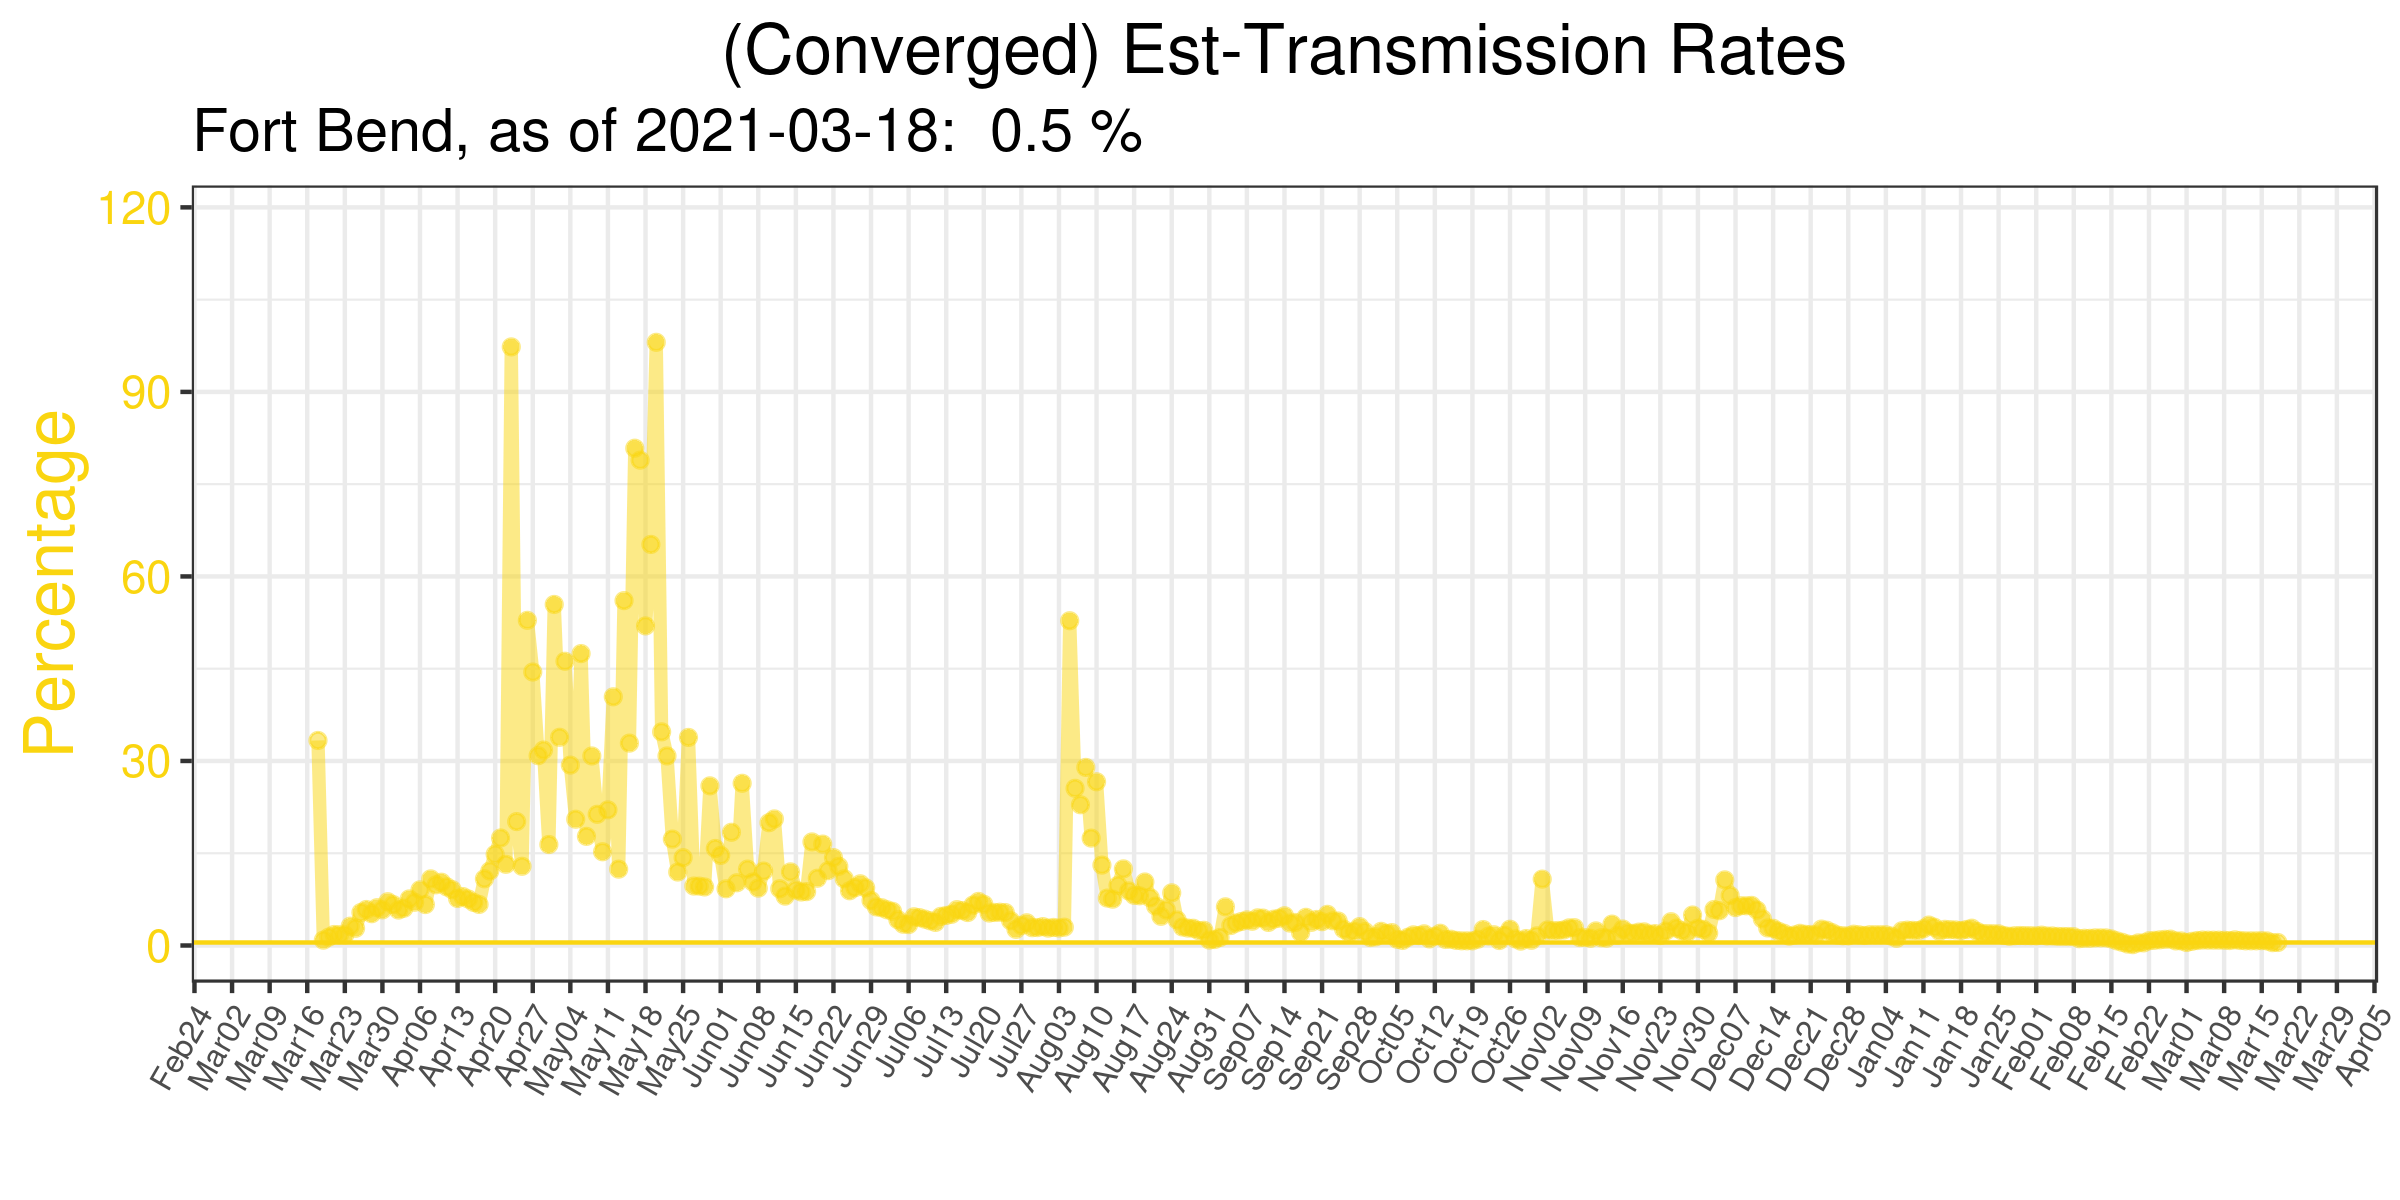 (Converged) Est-Transmission Rates
Fort Bend, as of 2021-03-18:  0.5 %
Percentage
120
90
60
30
0
Feb24
Mar02
Mar09
Mar16
Mar23
Mar30
Apr06
Apr13
Apr20
Apr27
May04
May11
May18
May25
Jun01
Jun08
Jun15
Jun22
Jun29
Jul06
Jul13
Jul20
Jul27
Aug03
Aug10
Aug17
Aug24
Aug31
Sep07
Sep14
Sep21
Sep28
Oct05
Oct12
Oct19
Oct26
Nov02
Nov09
Nov16
Nov23
Nov30
Dec07
Dec14
Dec21
Dec28
Dec04
Jan11
Jan18
Jan25
Feb01
Feb08
Feb15
Feb22
Mar01
Mar08
Mar15
Mar22
Mar29
Apr05